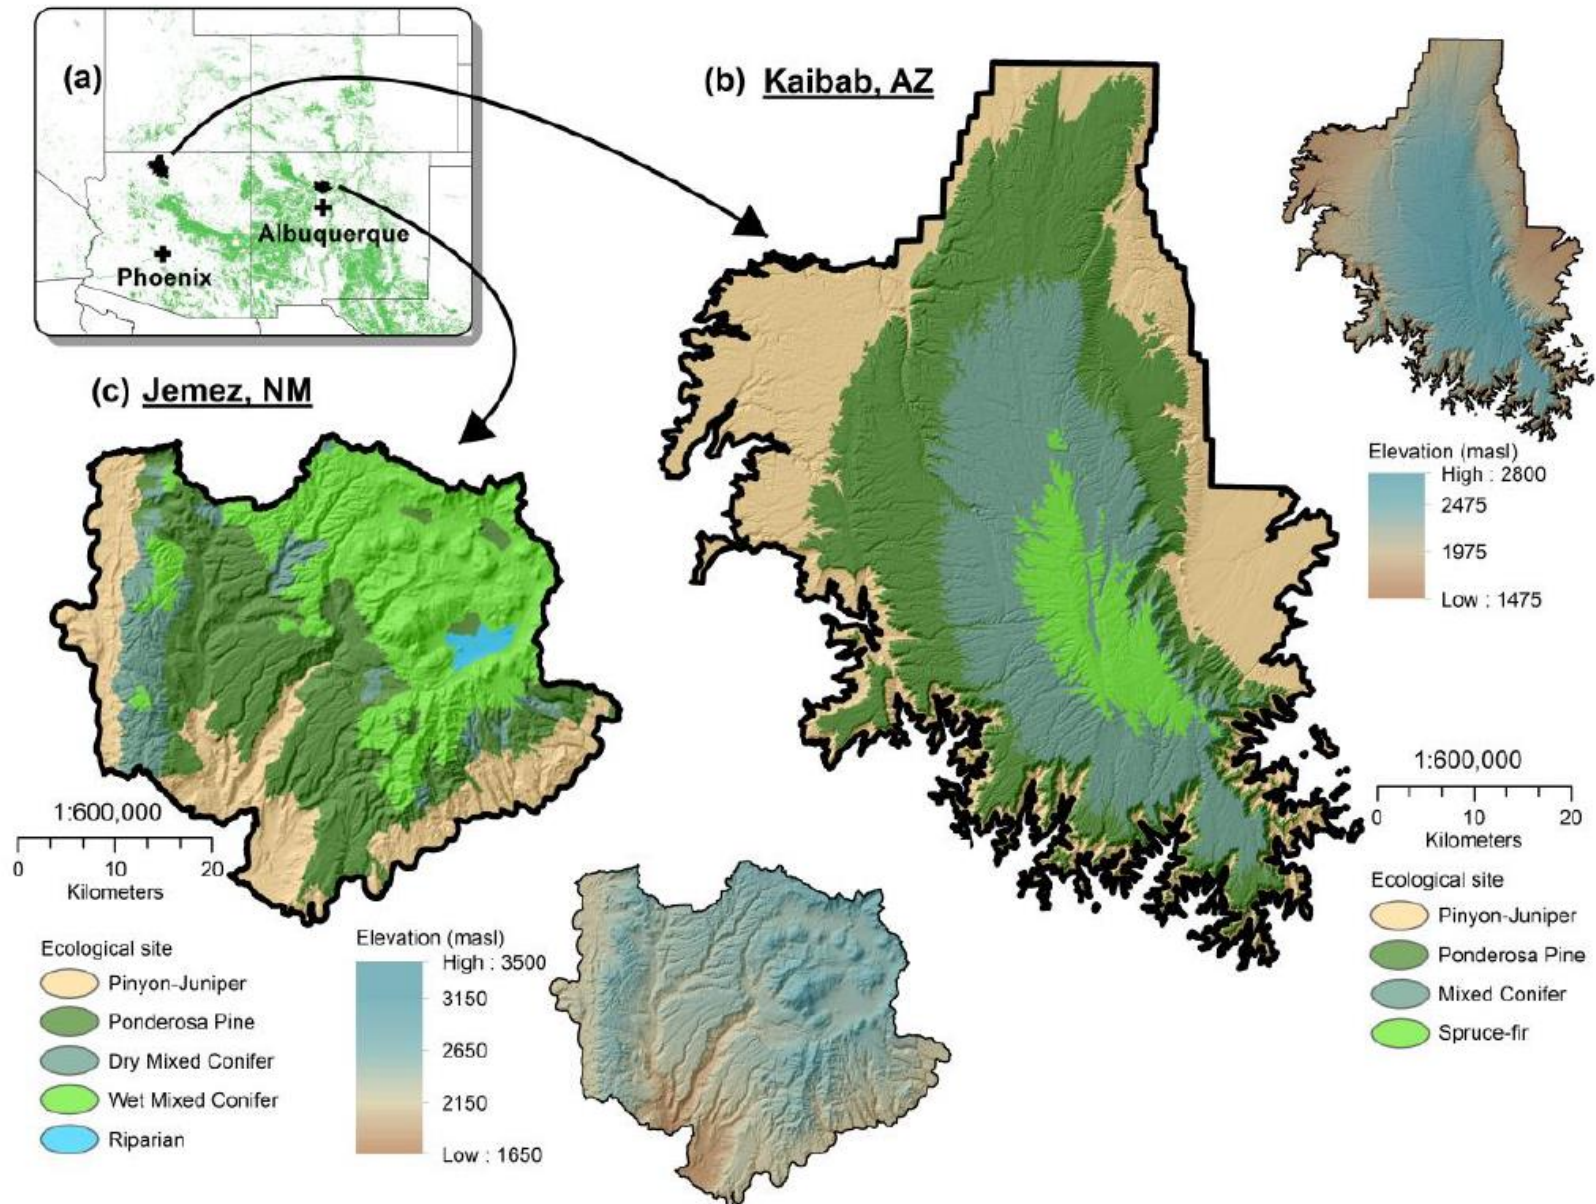 (a)
Albuquerque
Phoenix
(b) Kaibab, AZ
Elevation (masl)
High : 2800
2475
1975
Low : 1475
1:600,000
0 10 20
Kilometers
Ecological site
Pinyon-Juniper
Ponderosa Pine
Mixed Conifer
Spruce-fir
(c) Jemez, NM
1:600,000
0 10 20
Kilometers
Ecological site
Pinyon-Juniper
Ponderosa Pine
Dry Mixed Conifer
Wet Mixed Conifer
Riparian
Elevation (masl)
High : 3500
3150
2650
2150
Low : 1650